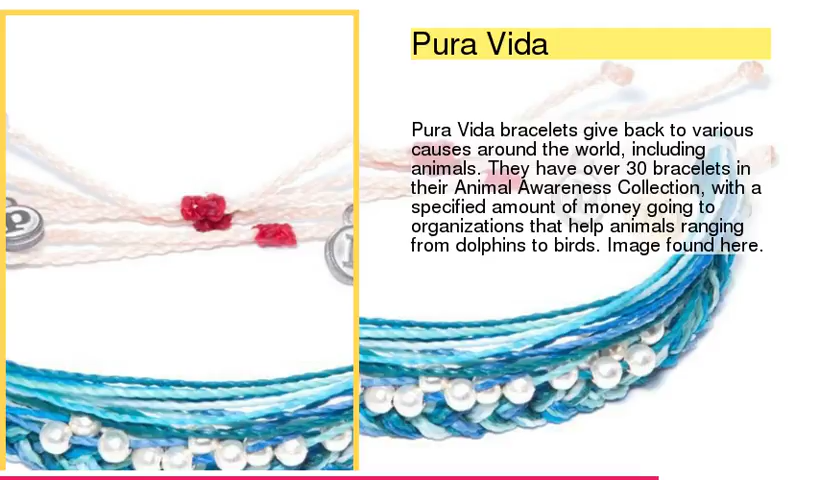 Pura Vida
Pura Vida bracelets give back to various
causes around the world, including
animals. They have over 30 bracelets in
their Animal Awareness Collection, with a
specified amount of money going to
organizations that help animals ranging
from dolphins to birds. Image found here.